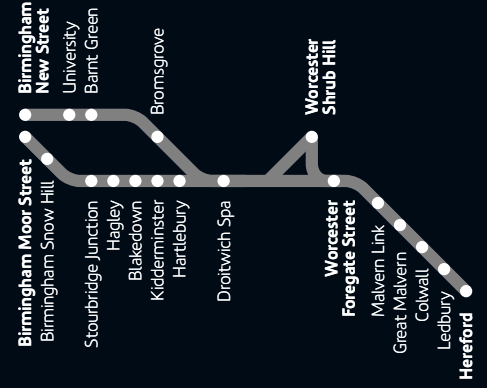 Birmingham
New Street
University
Barnt Green
Bromsgrove
Worcester
Shrub Hill
Birmingham Moor Street
Birmingham Snow Hill
Stourbridge Junction
Hagley
Blakedown
Kidderminster
Hartlebury
Droitwich Spa
Worcester
Foregate Street
Malvern Link
Great Malvern
Colwall
Ledbury
Hereford